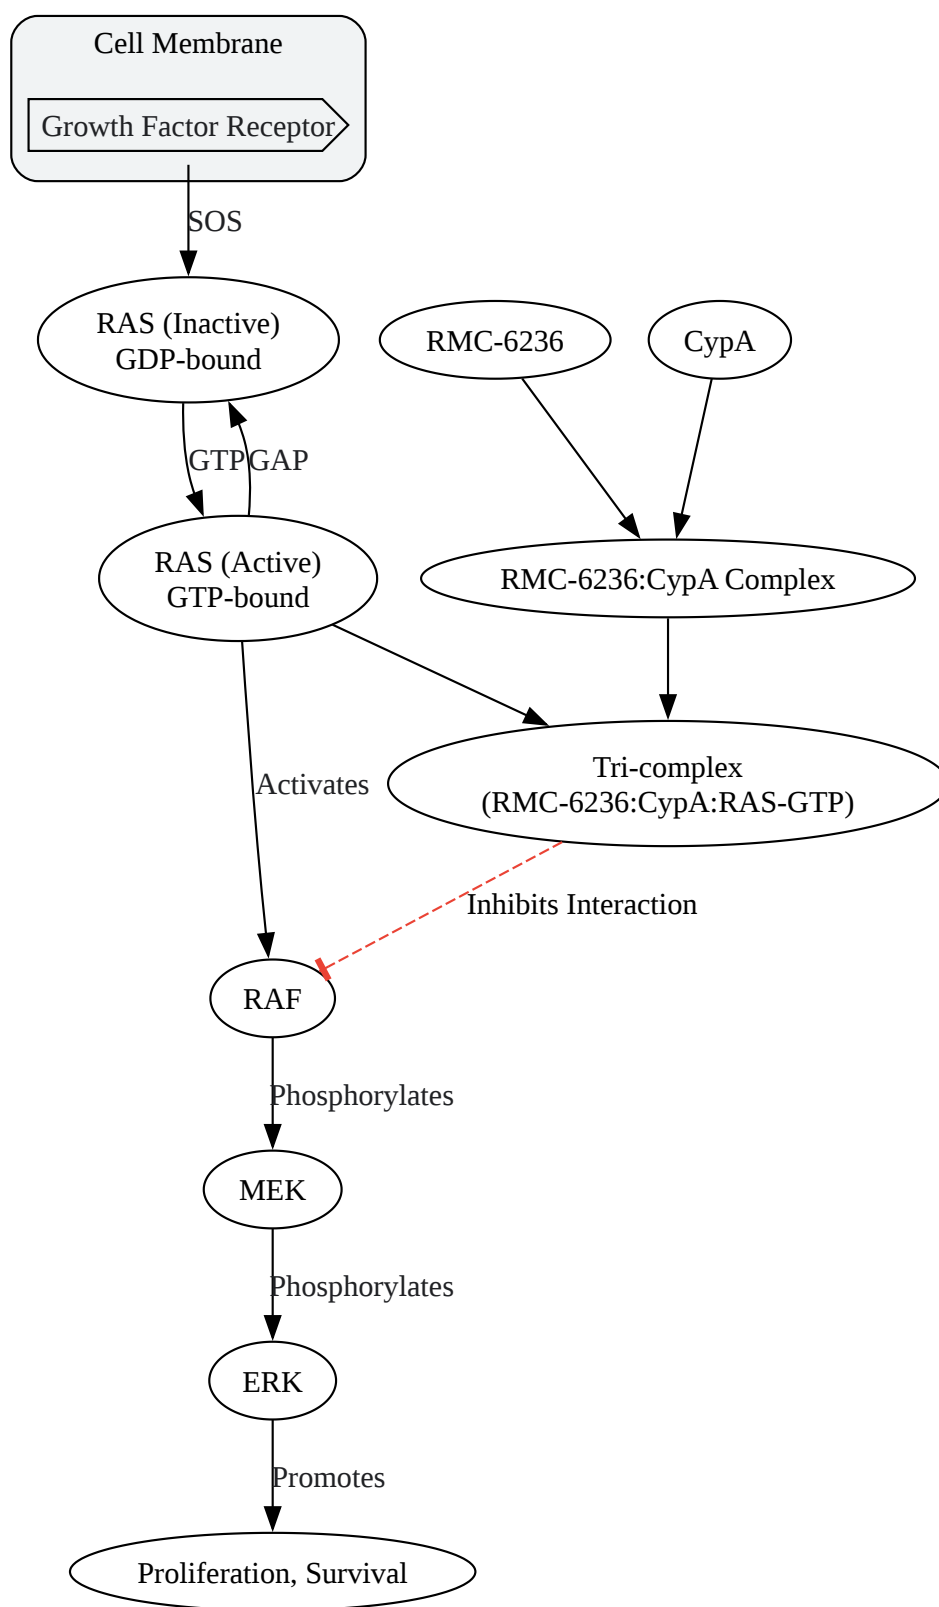 Cell Membrane
Growth Factor Receptor
SOS
RAS (Inactive)
GDP-bound
RMC-6236
CypA
GTP
GAP
RAS (Active)
GTP-bound
RMC-6236:CypA Complex
Tri-complex
(RMC-6236:CypA:RAS-GTP)
Activates
Inhibits Interaction
RAF
Phosphorylates
MEK
Phosphorylates
ERK
Promotes
Proliferation, Survival